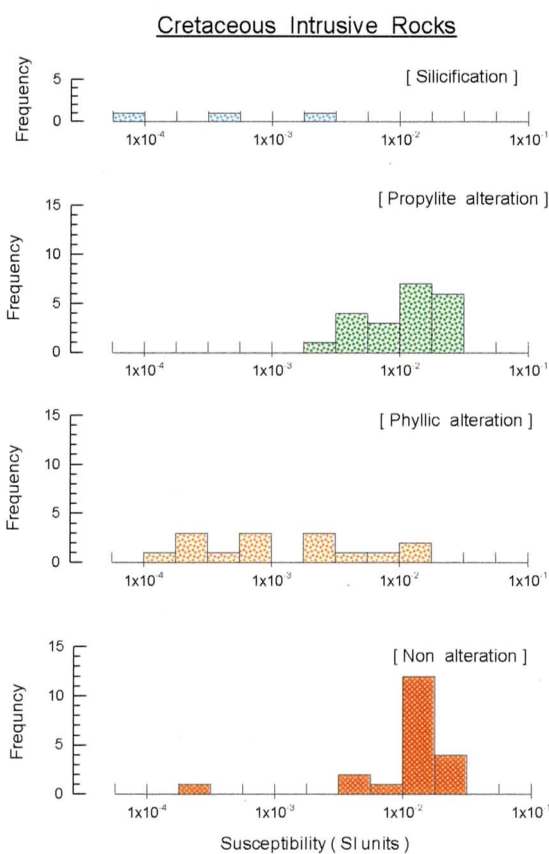 Cretaceous Intrusive Rocks
[ Silicification ]
Frequency
5
0
1x10⁻⁴ 1x10⁻³ 1x10⁻² 1x10⁻¹
[ Propylite alteration ]
Frequency
15
10
5
0
1x10⁻⁴ 1x10⁻³ 1x10⁻² 1x10⁻¹
[ Phyllic alteration ]
Frequency
15
10
5
0
1x10⁻⁴ 1x10⁻³ 1x10⁻² 1x10⁻¹
[ Non alteration ]
Frequncy
15
10
5
0
1x10⁻⁴ 1x10⁻³ 1x10⁻² 1x10⁻¹
Susceptibility ( SI units )